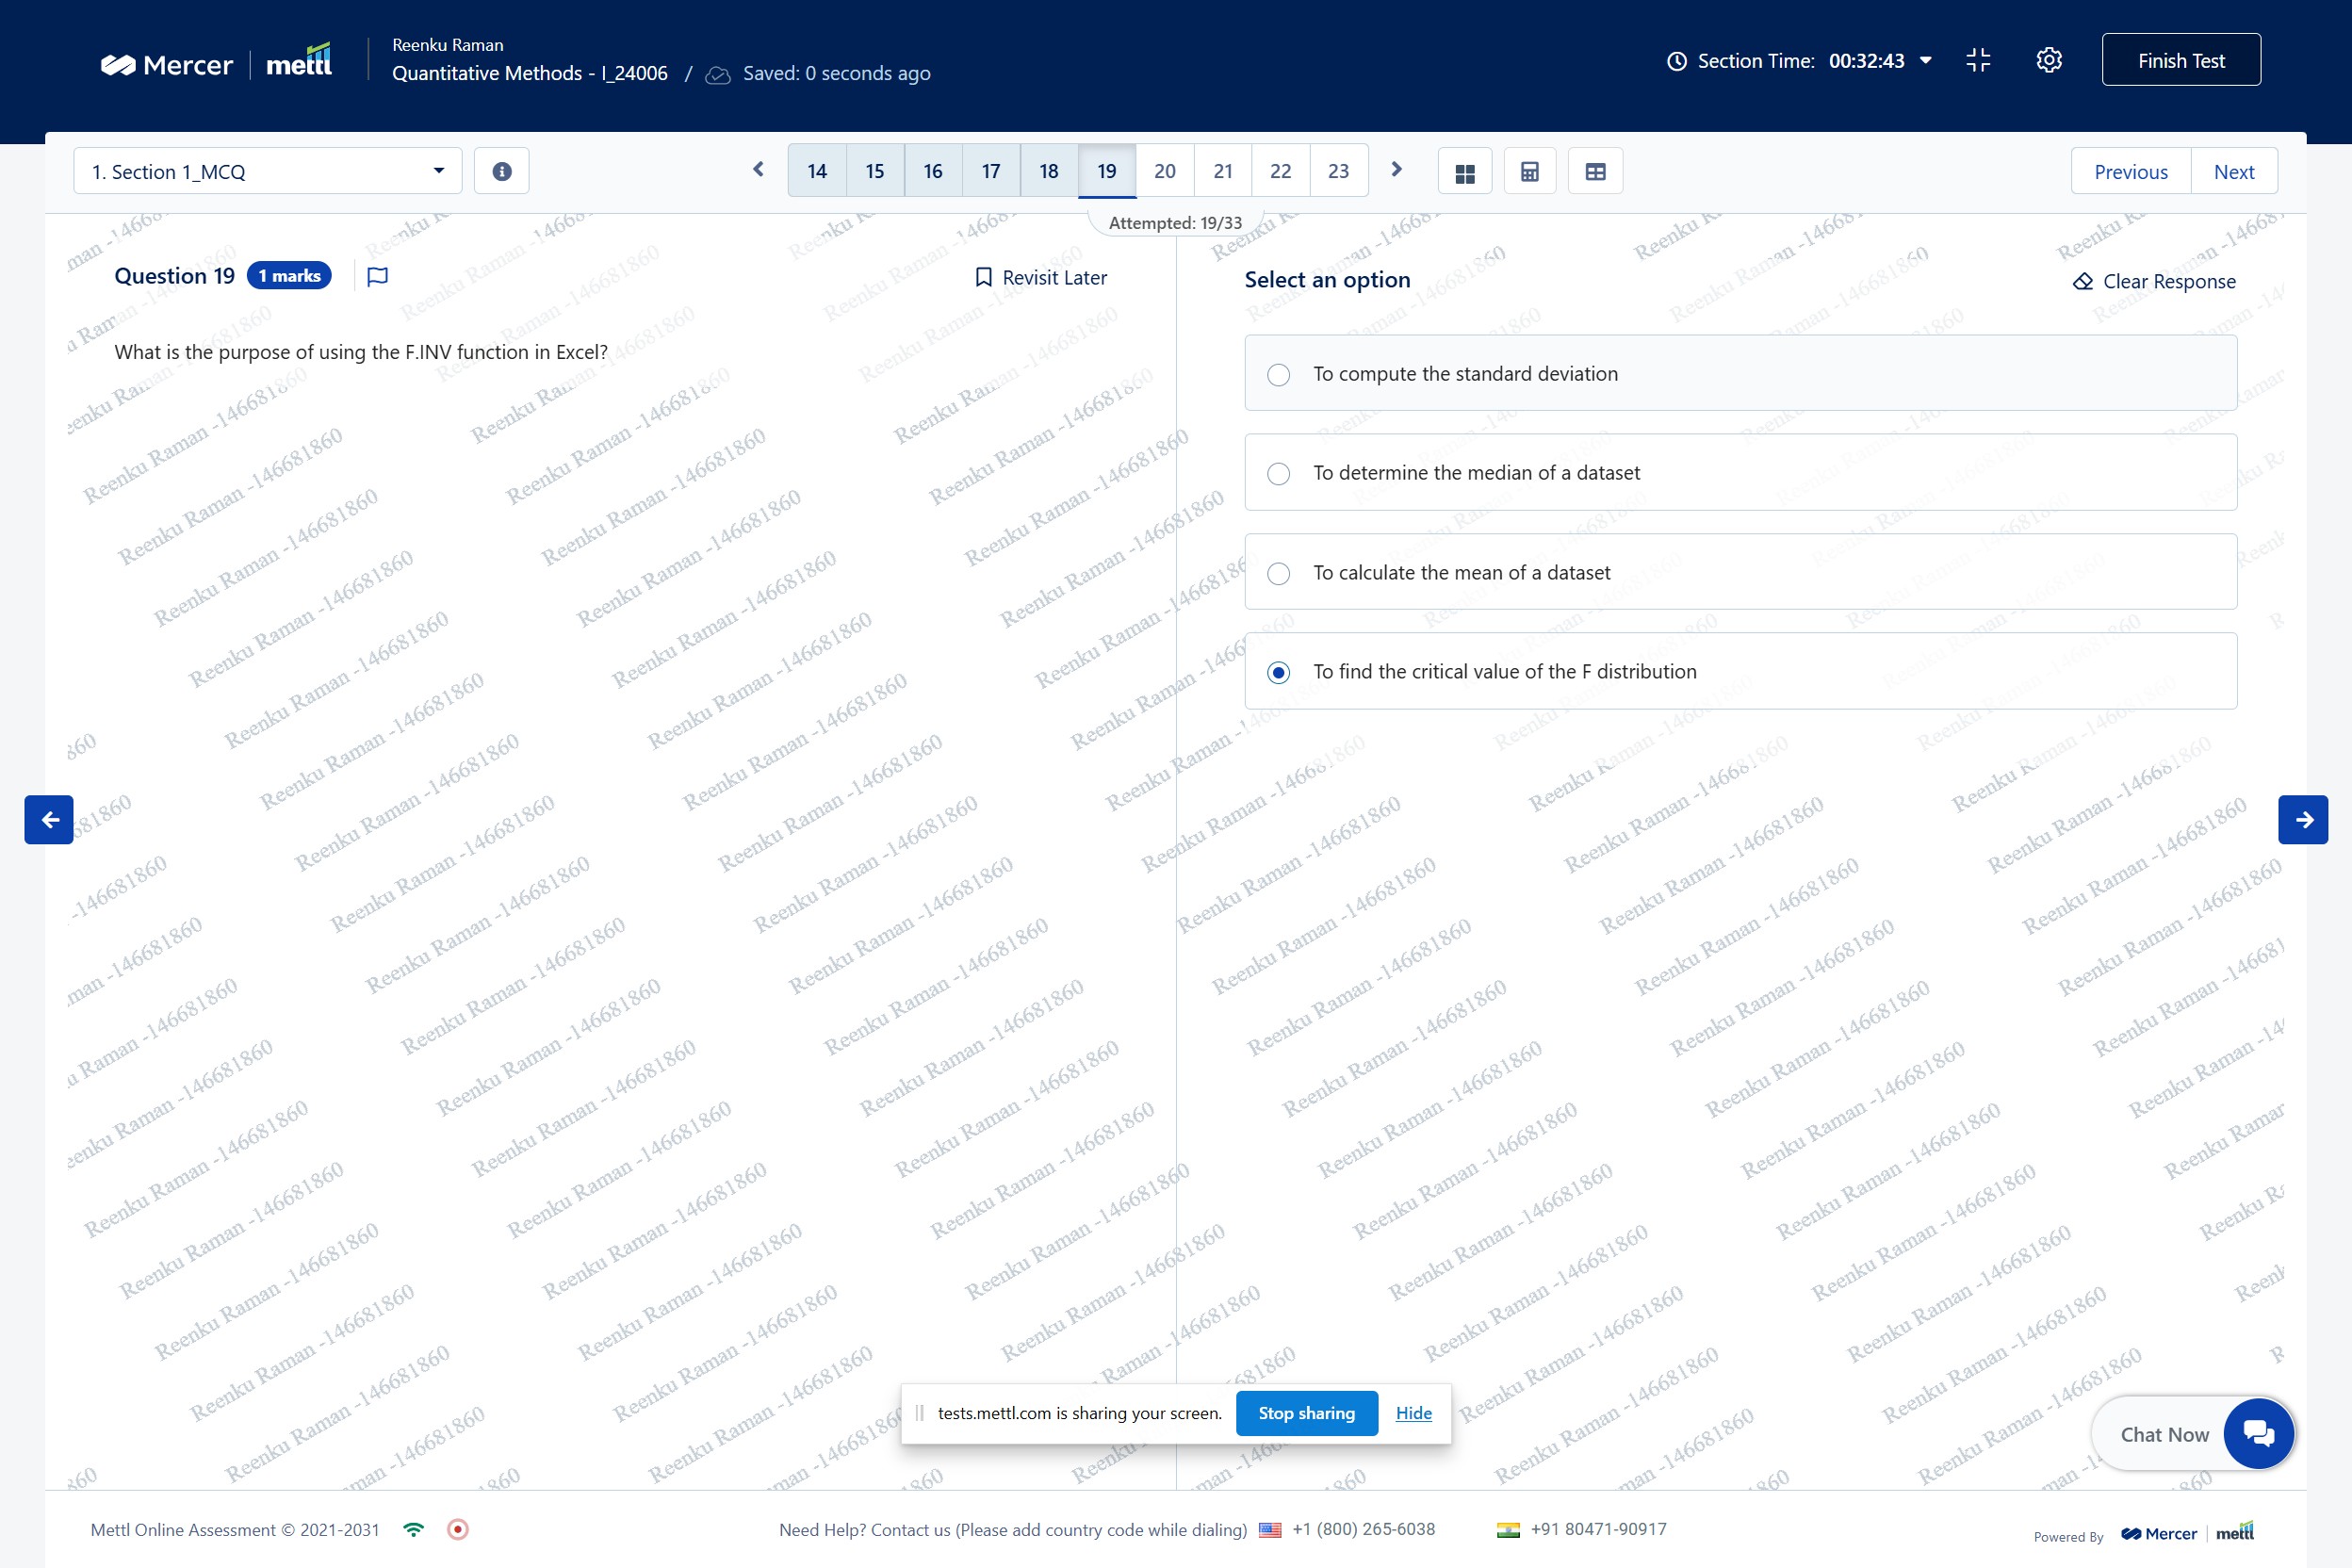 Mercer | mettl
Reenku Raman
Quantitative Methods - I_24006 / Saved: 0 seconds ago
Section Time: 00:32:43
Finish Test
1. Section 1_MCQ
14 15 16 17 18 19 20 21 22 23
Previous Next
Attempted: 19/33
Question 19 1 marks
Revisit Later
What is the purpose of using the F.INV function in Excel?
Select an option
Clear Response
To compute the standard deviation
To determine the median of a dataset
To calculate the mean of a dataset
To find the critical value of the F distribution
Reenku Raman -146681860
tests.mettl.com is sharing your screen. Stop sharing Hide
Chat Now
Mettl Online Assessment © 2021-2031
Need Help? Contact us (Please add country code while dialing) +1 (800) 265-6038 +91 80471-90917
Powered By Mercer | mettl